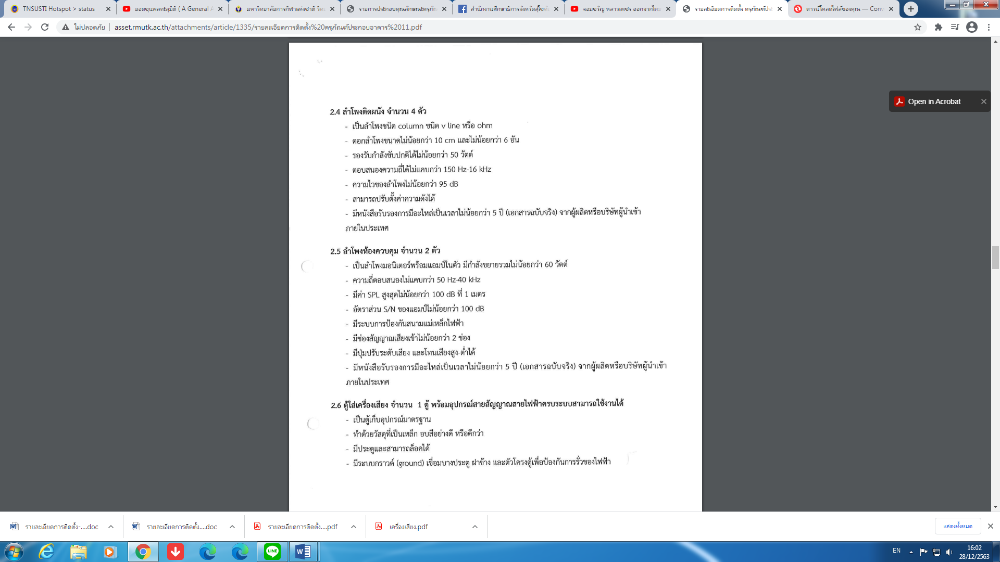 TNSUSTI Hotspot > status
ยอดขุนพลทะลุมิติ ( A General A
มหาวิทยาลัยการกีฬาแห่งชาติ วิทย
รายการประกอบคุณลักษณะครุภัณ
สำนักงานศึกษาธิการจังหวัดสุโขทั
จอมขวัญ หลาวเพชร ออกจากไทย
รายละเอียดการติดตั้ง ครุภัณฑ์ประ
ดาวน์โหลดไฟล์ของคุณ — Conv
ไม่ปลอดภัย | asset.rmutk.ac.th/attachments/article/1335/รายละเอียดการติดตั้ง%20ครุภัณฑ์ประกอบอาคาร%2011.pdf
Open in Acrobat
2.4 ลำโพงติดผนัง จำนวน 4 ตัว
- เป็นลำโพงชนิด column ชนิด v line หรือ ohm
- ดอกลำโพงขนาดไม่น้อยกว่า 10 cm และไม่น้อยกว่า 6 อัน
- รองรับกำลังขับปกติได้ไม่น้อยกว่า 50 วัตต์
- ตอบสนองความถี่ได้ไม่แคบกว่า 150 Hz-16 kHz
- ความไวของลำโพงไม่น้อยกว่า 95 dB
- สามารถปรับตั้งค่าความดังได้
- มีหนังสือรับรองการมีอะไหล่เป็นเวลาไม่น้อยกว่า 5 ปี (เอกสารฉบับจริง) จากผู้ผลิตหรือบริษัทผู้นำเข้า
ภายในประเทศ
2.5 ลำโพงห้องควบคุม จำนวน 2 ตัว
- เป็นลำโพงมอนิเตอร์พร้อมแอมป์ในตัว มีกำลังขยายรวมไม่น้อยกว่า 60 วัตต์
- ความถี่ตอบสนองไม่แคบกว่า 50 Hz-40 kHz
- มีค่า SPL สูงสุดไม่น้อยกว่า 100 dB ที่ 1 เมตร
- อัตราส่วน S/N ของแอมป์ไม่น้อยกว่า 100 dB
- มีระบบการป้องกันสนามแม่เหล็กไฟฟ้า
- มีช่องสัญญาณเสียงเข้าไม่น้อยกว่า 2 ช่อง
- มีปุ่มปรับระดับเสียง และโทนเสียงสูง-ต่ำได้
- มีหนังสือรับรองการมีอะไหล่เป็นเวลาไม่น้อยกว่า 5 ปี (เอกสารฉบับจริง) จากผู้ผลิตหรือบริษัทผู้นำเข้า
ภายในประเทศ
2.6 ตู้ใส่เครื่องเสียง จำนวน 1 ตู้ พร้อมอุปกรณ์สายสัญญาณสายไฟฟ้าครบระบบสามารถใช้งานได้
- เป็นตู้เก็บอุปกรณ์มาตรฐาน
- ทำด้วยวัสดุที่เป็นเหล็ก อบสีอย่างดี หรือดีกว่า
- มีประตูและสามารถล็อคได้
- มีระบบกราวด์ (ground) เชื่อมบางประตู ฝาข้าง และตัวโครงตู้เพื่อป้องกันการรั่วของไฟฟ้า
รายละเอียดการติดตั้ง-....doc
รายละเอียดการติดตั้ง....doc
รายละเอียดการติดตั้ง....pdf
เครื่องเสียง.pdf
แสดงทั้งหมด
LINE
EN
16:02
28/12/2563